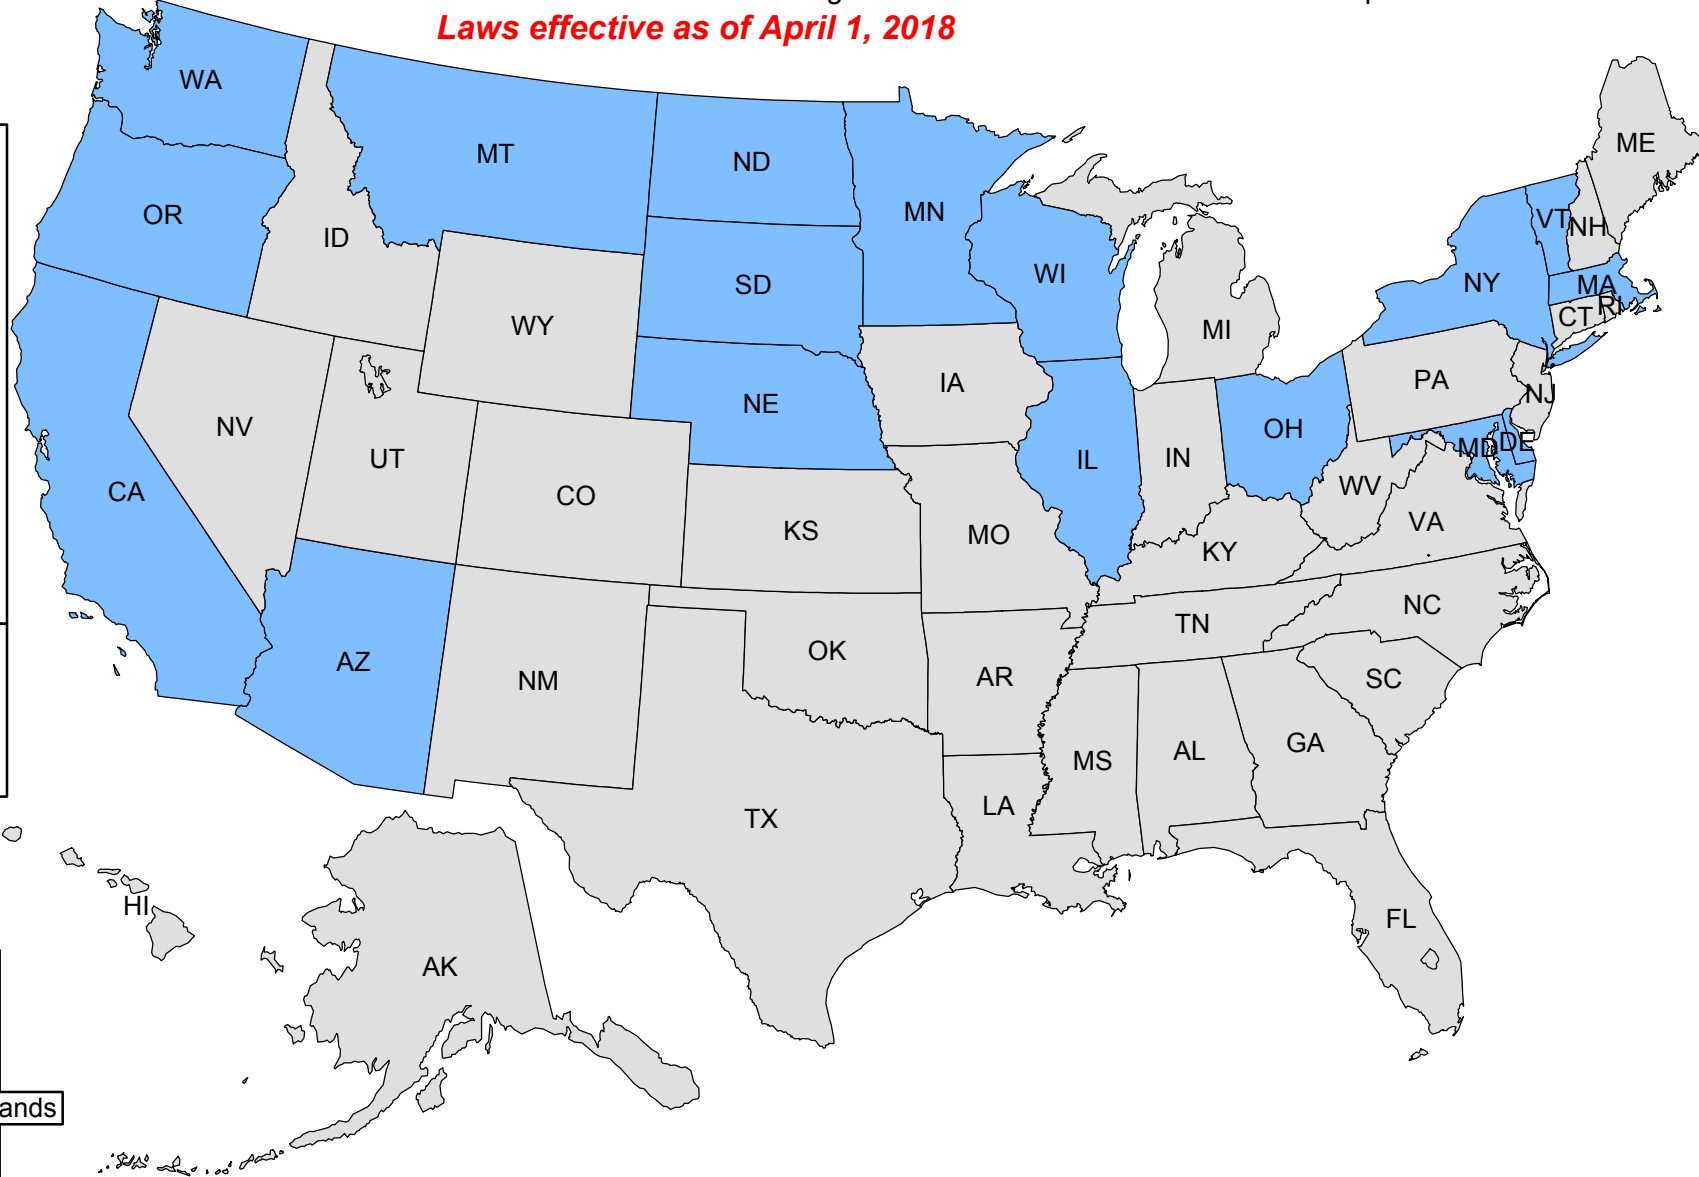 Laws effective as of April 1, 2018
WA
MT
ND
MN
ME
OR
ID
SD
WI
VT
NH
NY
MA
RI
CT
WY
MI
IA
PA
NJ
NE
NV
UT
OH
MD
DE
IL
IN
CA
CO
WV
KS
MO
VA
KY
NC
TN
AZ
NM
OK
AR
SC
MS
AL
GA
TX
LA
HI
FL
AK
ands